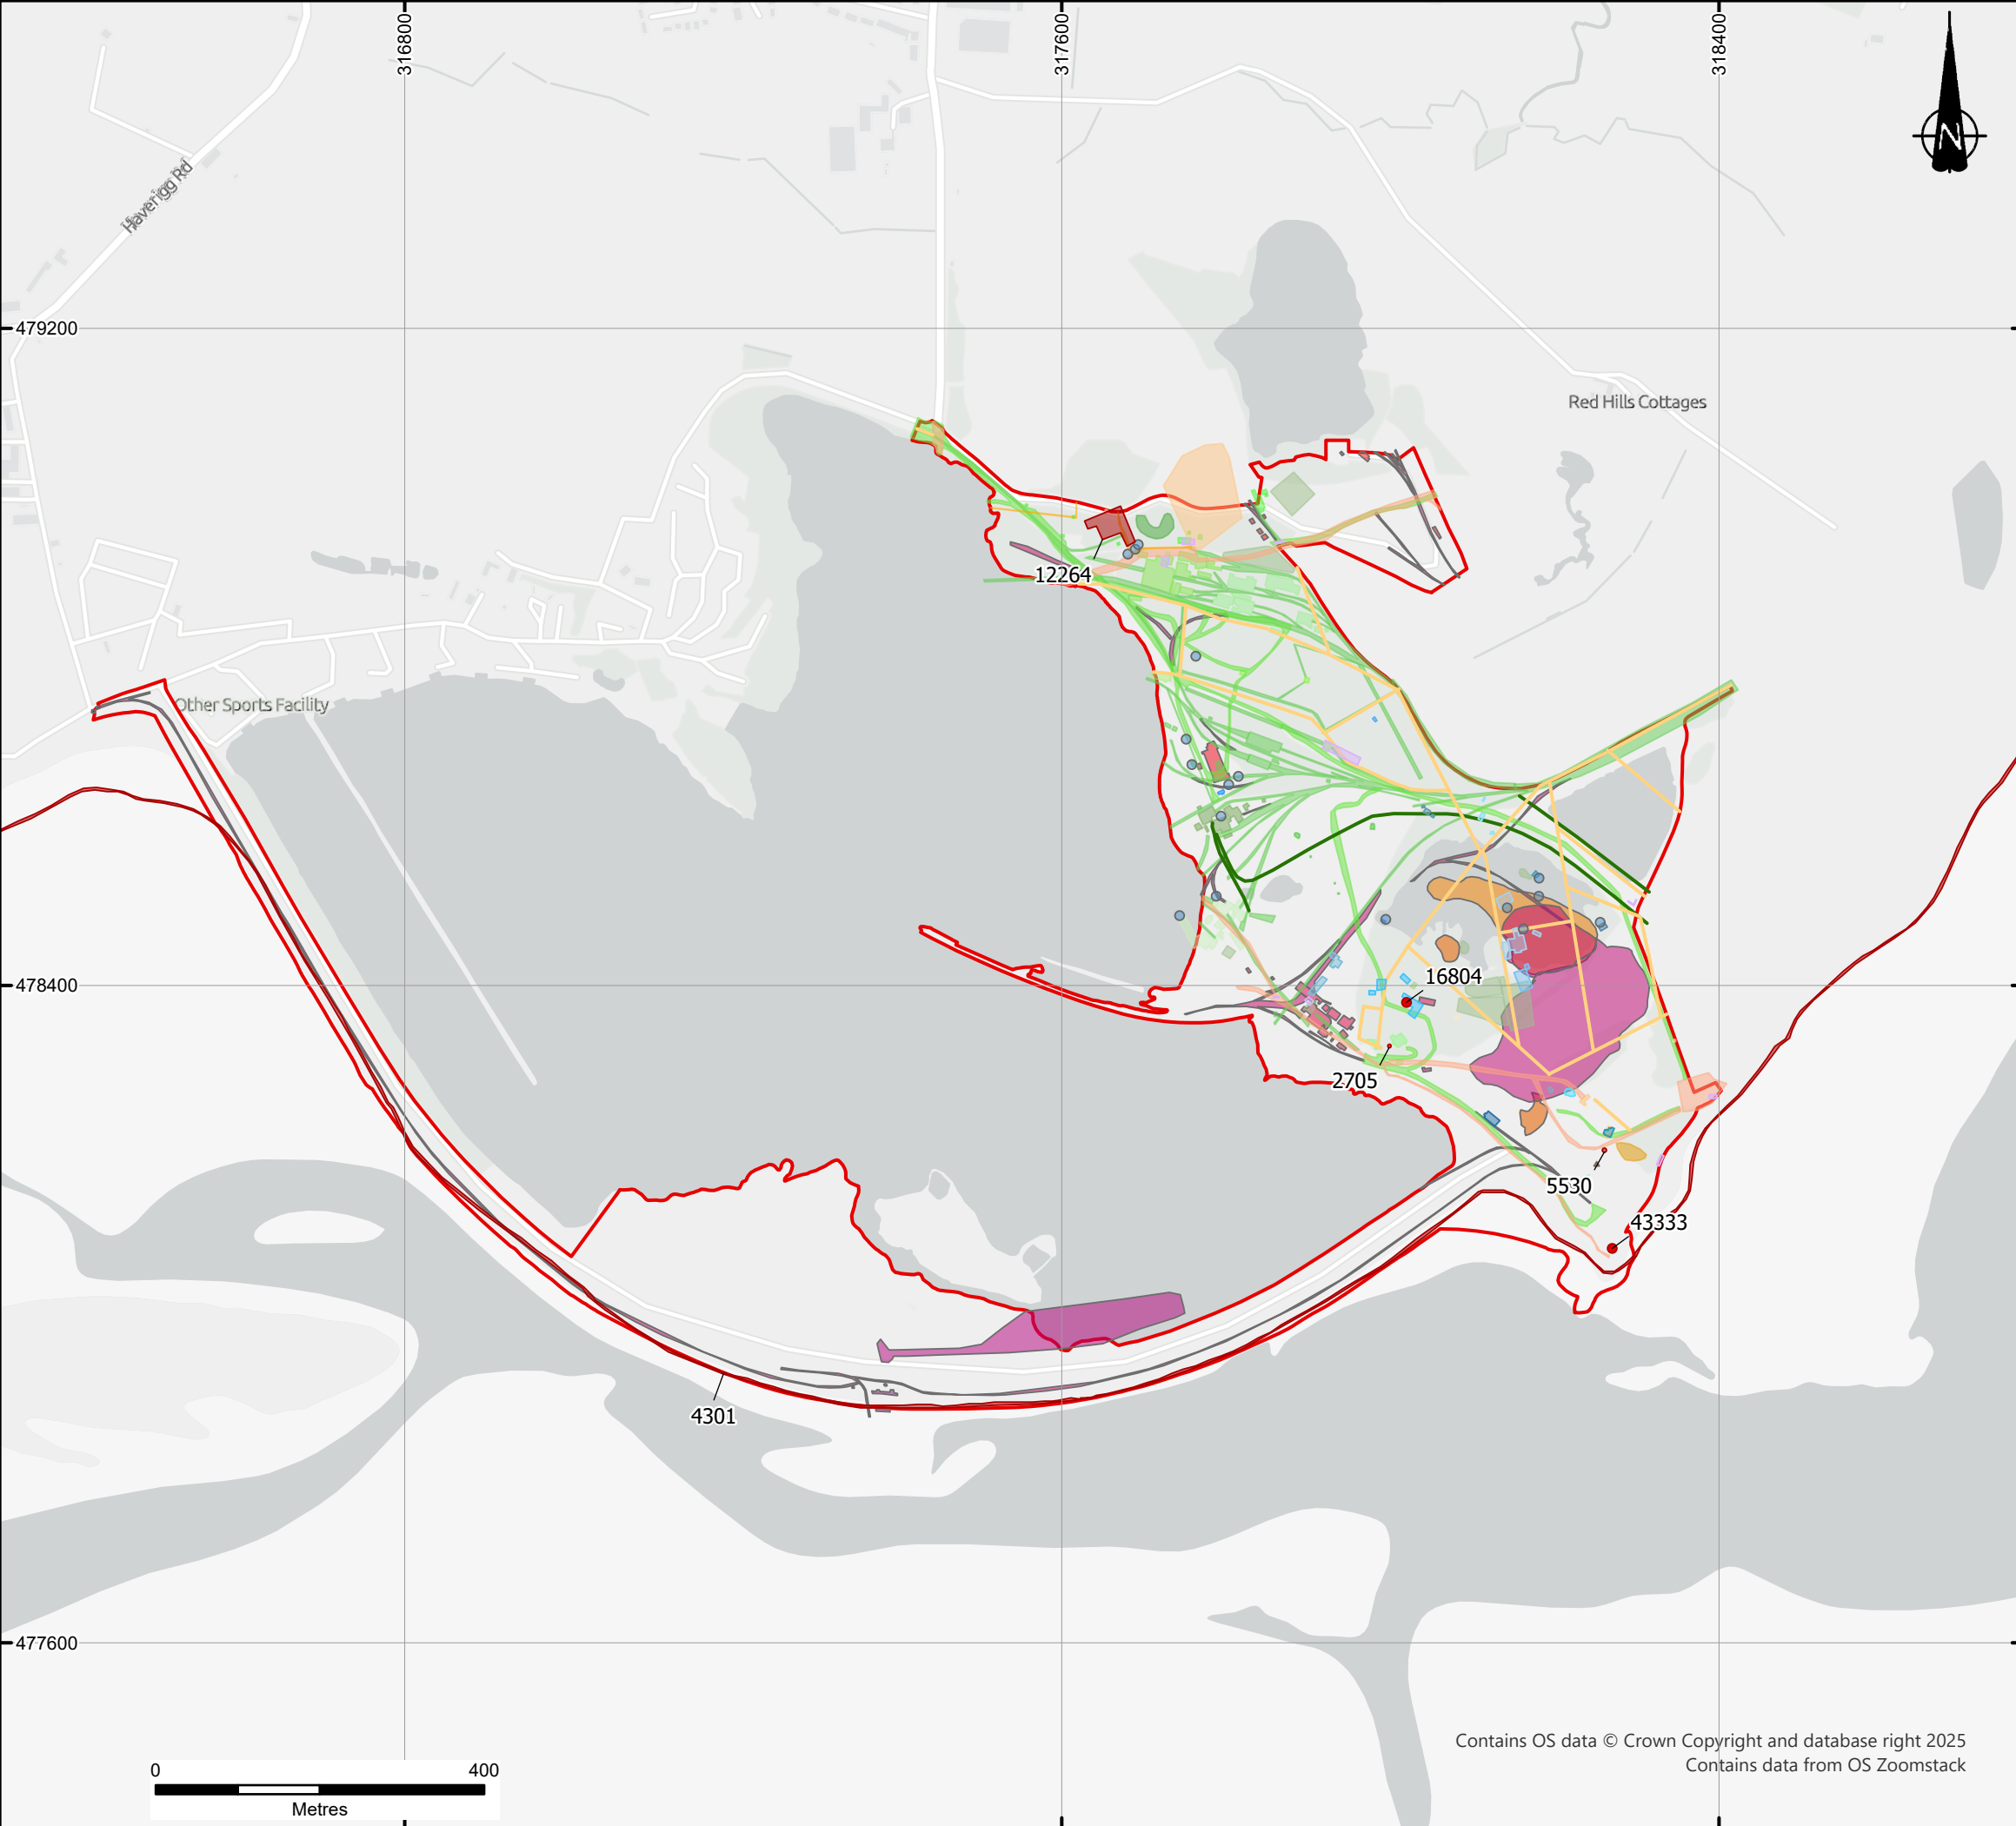 316800
317600
318400
N
Haverigg Rd
479200
Red Hills Cottages
12264
Other Sports Facility
478400
16804
2705
5530
43333
4301
477600
Contains OS data © Crown Copyright and database right 2025
Contains data from OS Zoomstack
0 400
Metres